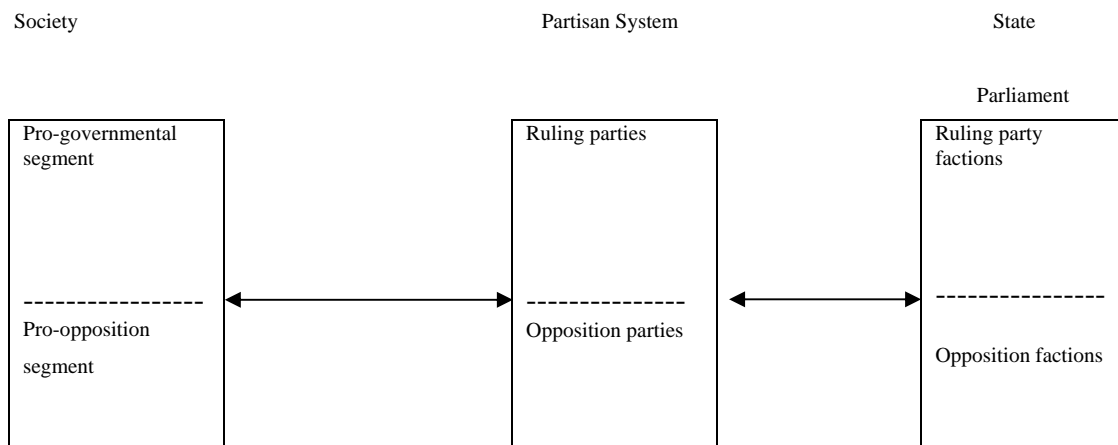 Society
Partisan System
State
Parliament
Pro-governmental
segment
Ruling parties
Ruling party
factions
Pro-opposition
segment
Opposition parties
Opposition factions